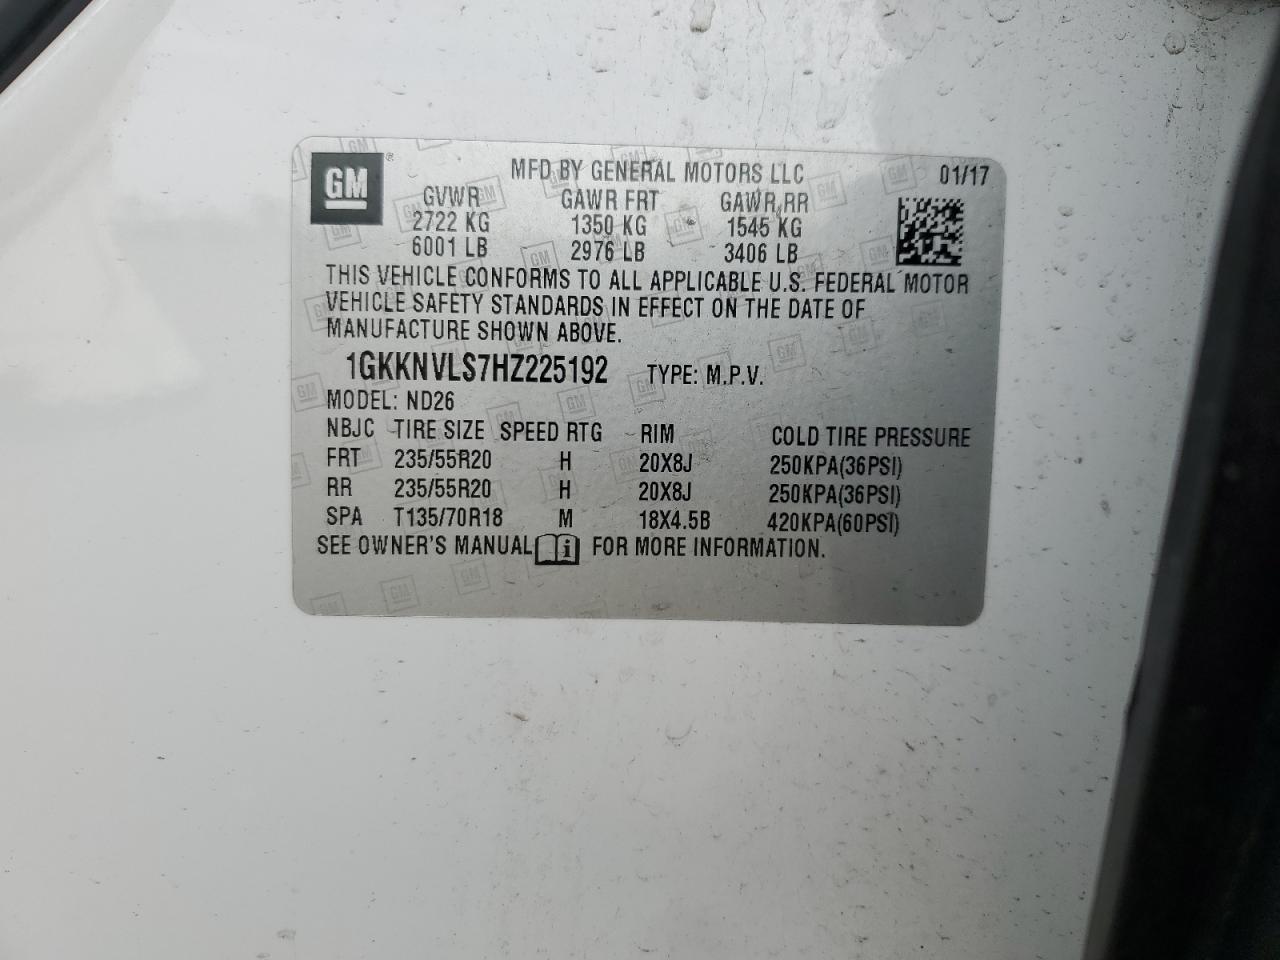 GM ® MFD BY GENERAL MOTORS LLC 01/17
GVWR GAWR FRT GAWR RR
2722 KG 1350 KG 1545 KG
6001 LB 2976 LB 3406 LB
THIS VEHICLE CONFORMS TO ALL APPLICABLE U.S. FEDERAL MOTOR
VEHICLE SAFETY STANDARDS IN EFFECT ON THE DATE OF
MANUFACTURE SHOWN ABOVE.
1GKKNVLS7HZ225192 TYPE: M.P.V.
MODEL: ND26
NBJC TIRE SIZE SPEED RTG RIM COLD TIRE PRESSURE
FRT 235/55R20 H 20X8J 250KPA(36PSI)
RR 235/55R20 H 20X8J 250KPA(36PSI)
SPA T135/70R18 M 18X4.5B 420KPA(60PSI)
SEE OWNER'S MANUAL i FOR MORE INFORMATION.